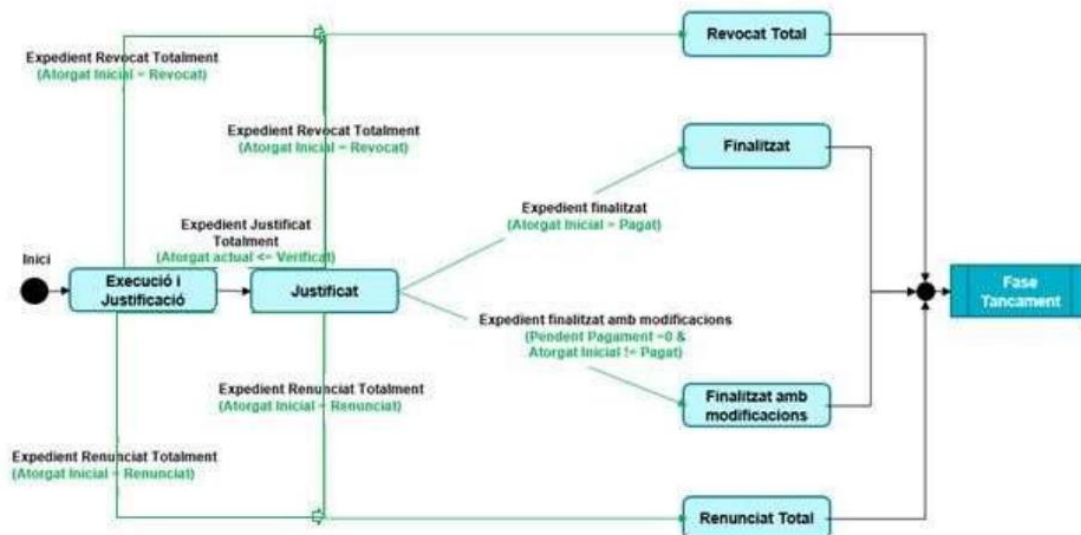 Revocat Total
Expedient Revocat Totalment
(Atorgat Inicial = Revocat)
Expedient Revocat Totalment
(Atorgat Inicial = Revocat)
Finalitzat
Expedient finalitzat
(Atorgat Inicial = Pagat)
Expedient Justificat
Totalment
(Atorgat actual <= Verificat)
Inici
Execució i
Justificació
Justificat
Fase
Tancament
Expedient finalitzat amb modificacions
(Pendent Pagament =0 &
Atorgat Inicial != Pagat)
Finalitzat amb
modificacions
Expedient Renunciat Totalment
(Atorgat Inicial = Renunciat)
Expedient Renunciat Totalment
(Atorgat Inicial = Renunciat)
Renunciat Total